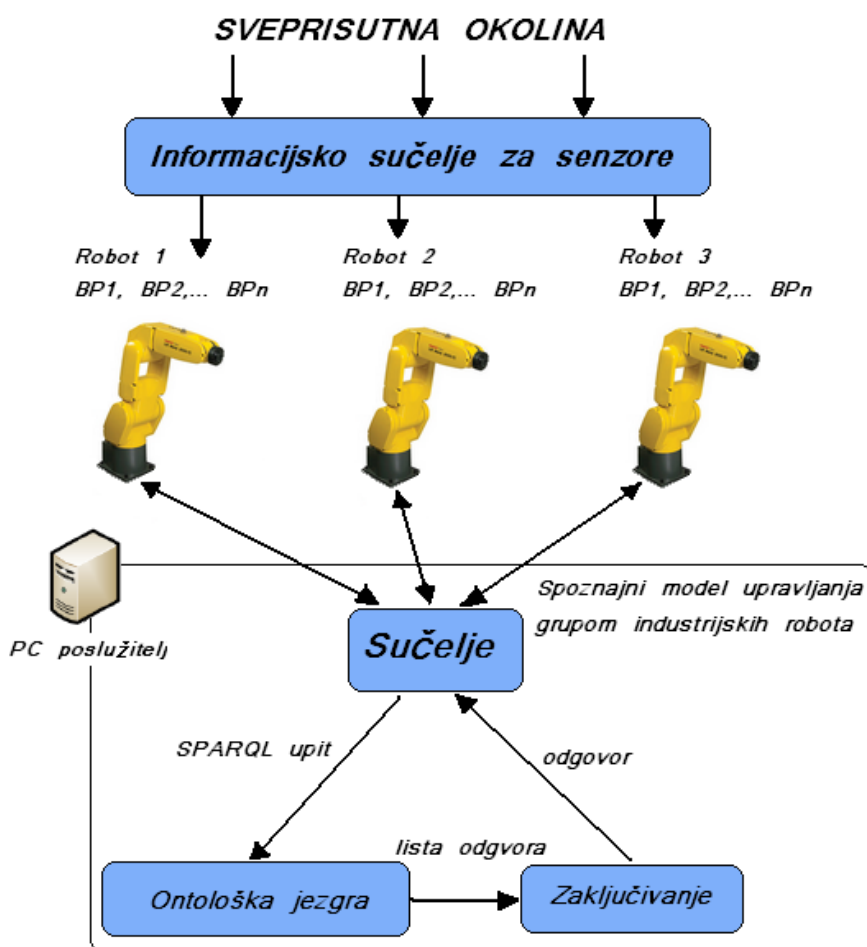 SVEPRISUTNA OKOLINA
Informacijsko sučelje za senzore
Robot 1
BP1, BP2,... BPn
Robot 2
BP1, BP2,... BPn
Robot 3
BP1, BP2,... BPn
PC poslužitelj
Spoznajni model upravljanja
grupom industrijskih robota
Sučelje
SPARQL upit
odgovor
lista odgvora
Ontološka jezgra
Zaključivanje